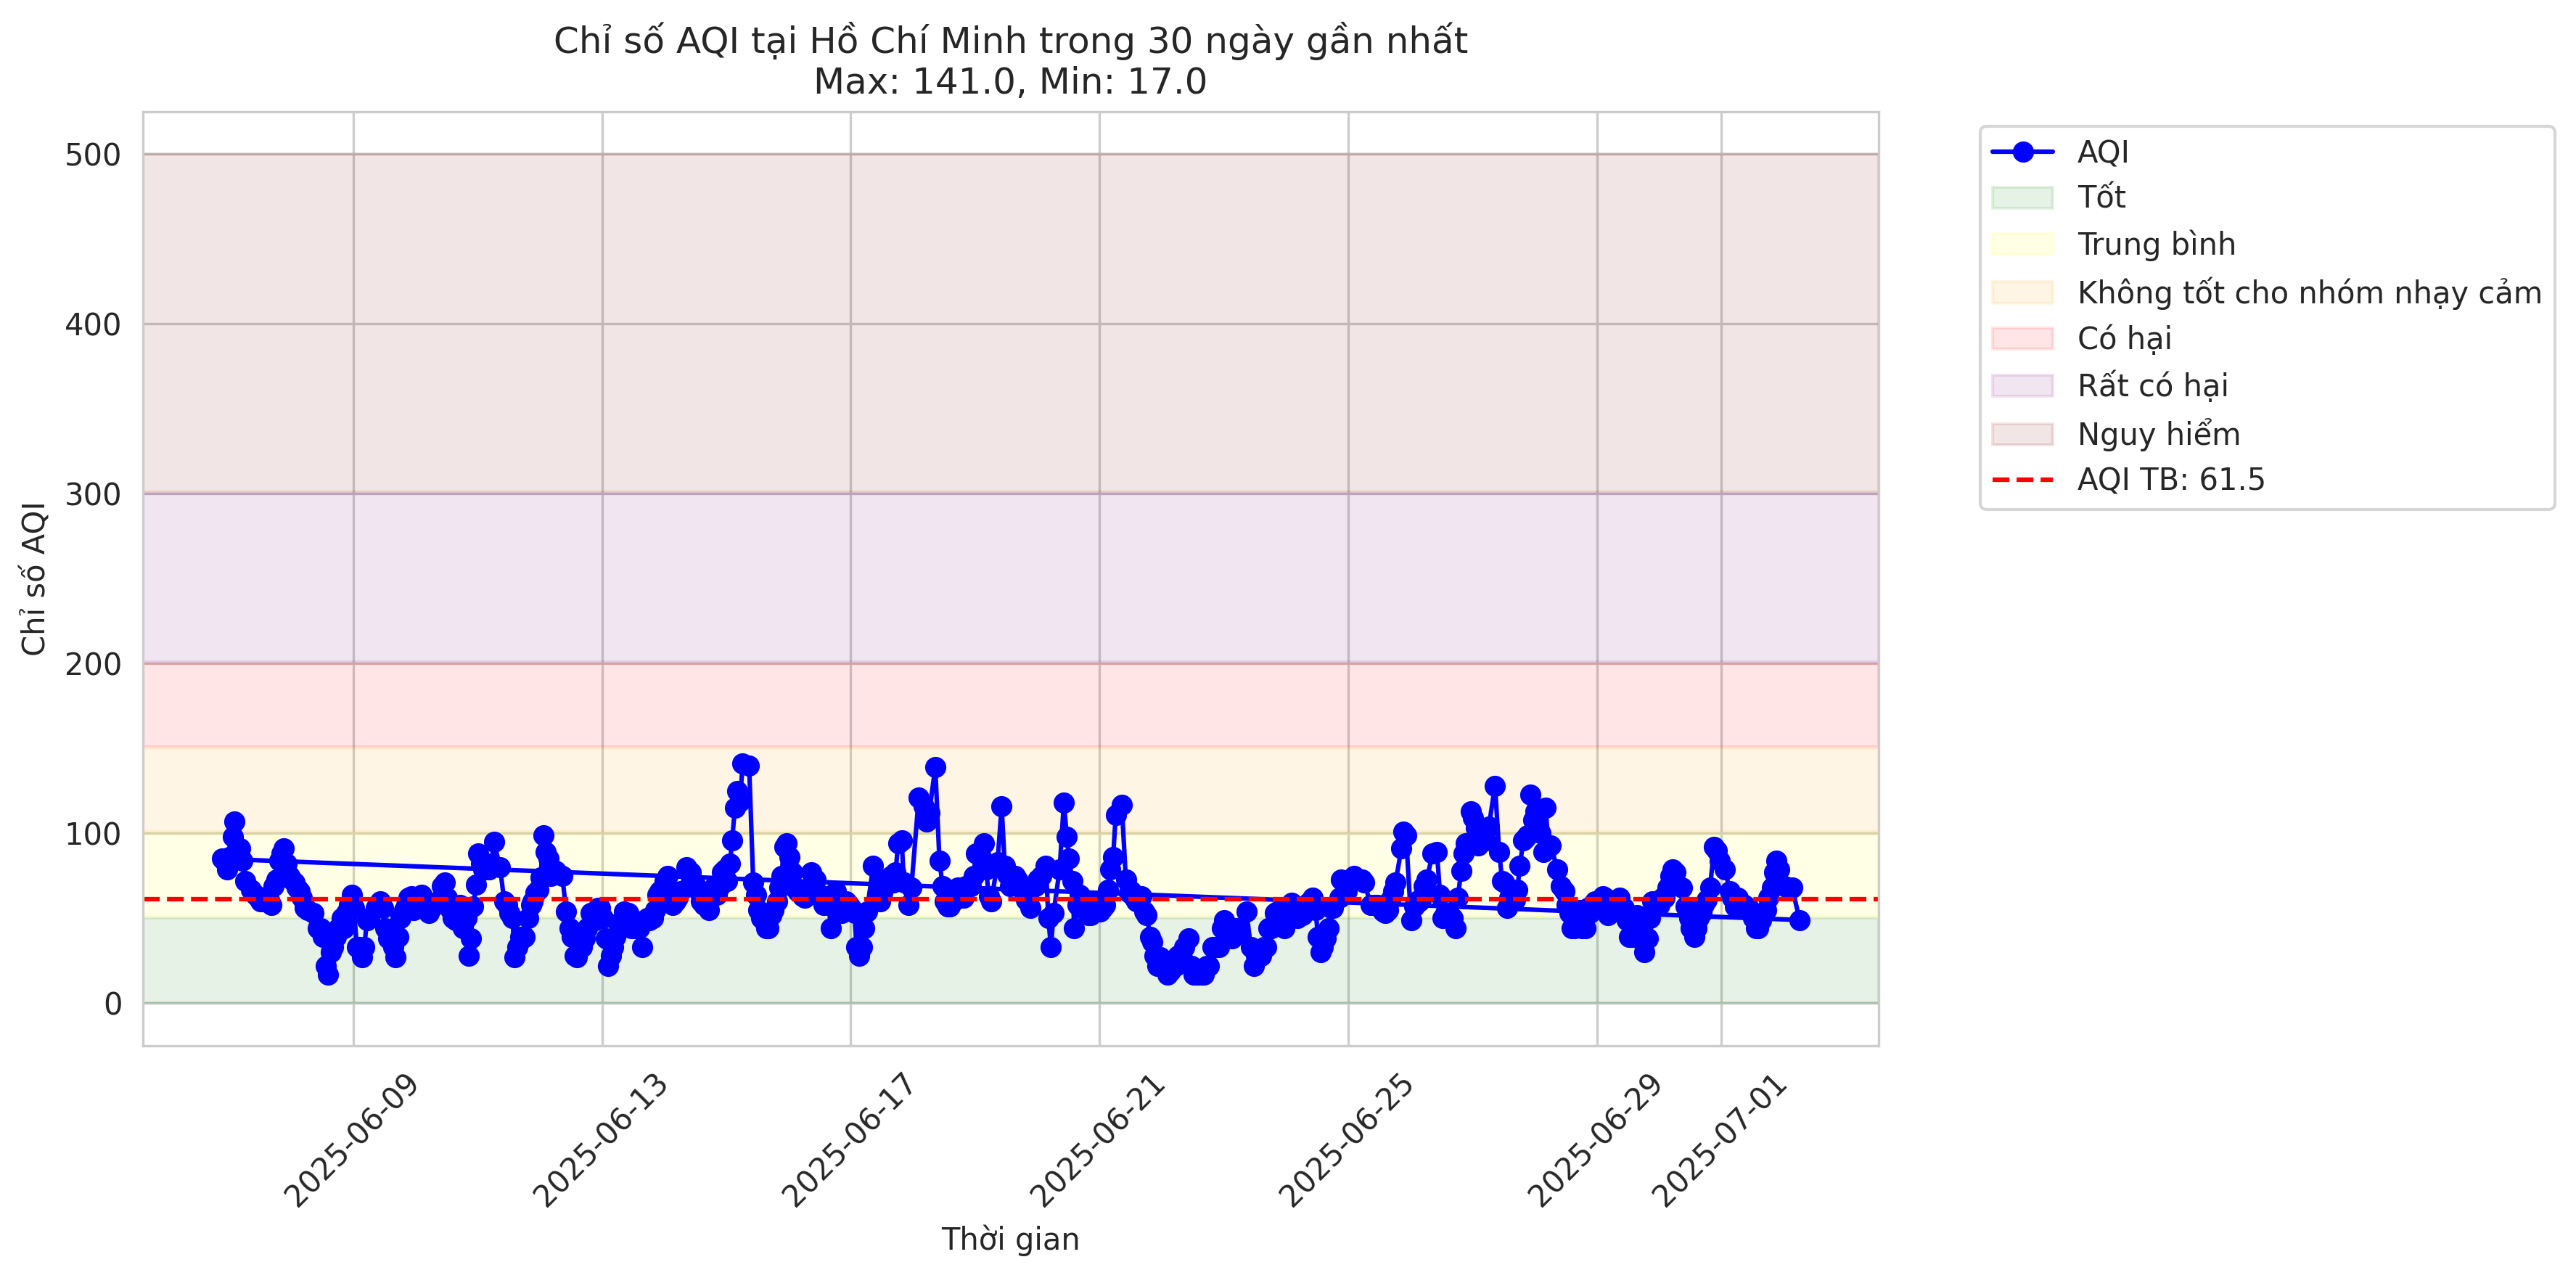 Chỉ số AQI tại Hồ Chí Minh trong 30 ngày gần nhất
Max: 141.0, Min: 17.0
Chỉ số AQI
500
400
300
200
100
0
2025-06-09
2025-06-13
2025-06-17
2025-06-21
2025-06-25
2025-06-29
2025-07-01
Thời gian
AQI
Tốt
Trung bình
Không tốt cho nhóm nhạy cảm
Có hại
Rất có hại
Nguy hiểm
AQI TB: 61.5